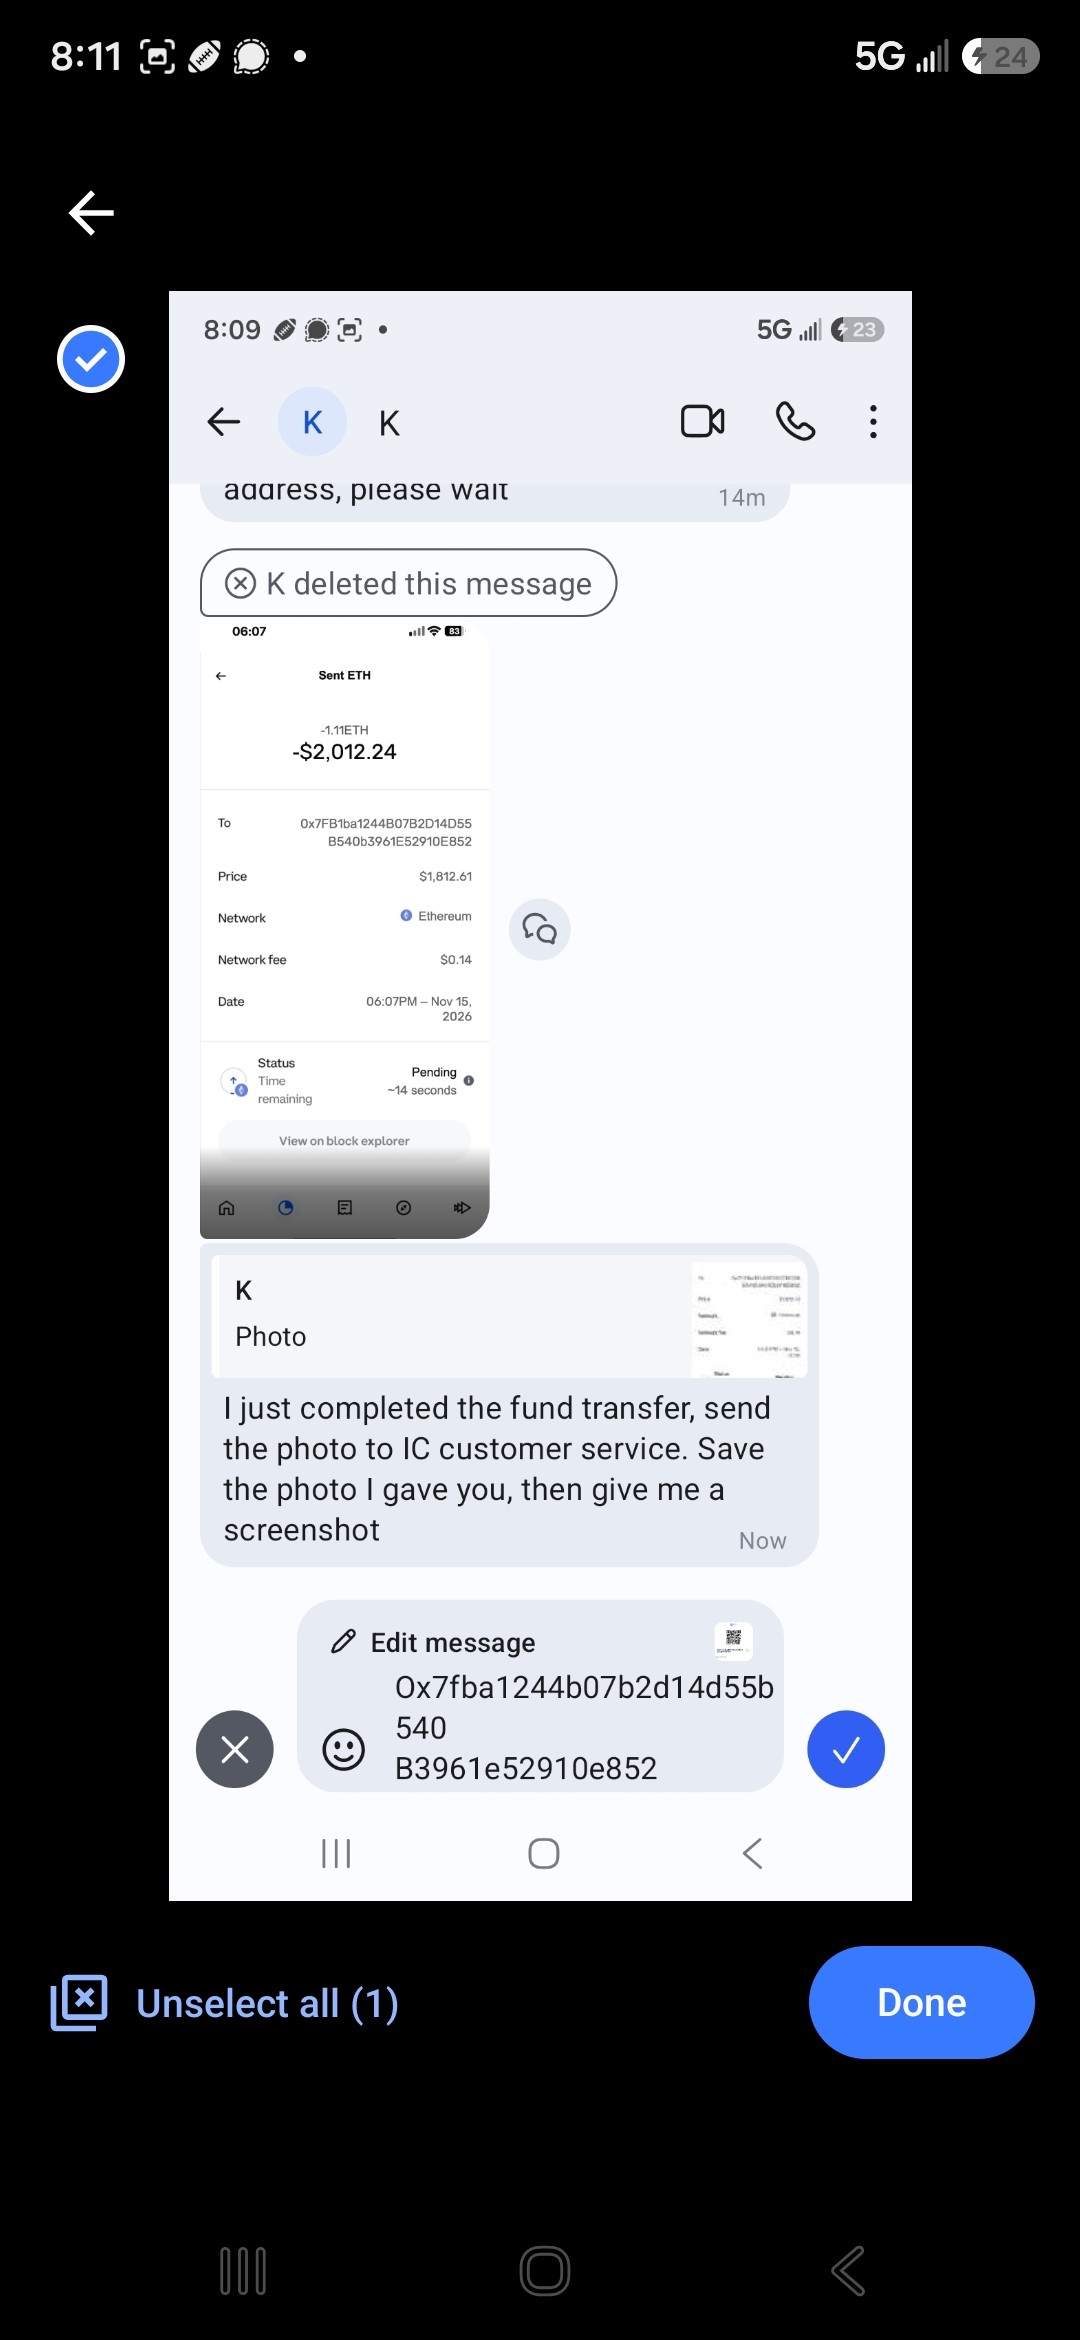 8:11
5G
24
8:09
5G
23
K
K
address, please wait
14m
K deleted this message
06:07
83
Sent ETH
-1.11ETH
-$2,012.24
To
0x7FB1ba1244B07B2D14D55
B540b3961E52910E852
Price
$1,812.61
Network
Ethereum
Network fee
$0.14
Date
06:07PM – Nov 15,
2026
Status
Time
remaining
Pending
~14 seconds
View on block explorer
K
Photo
I just completed the fund transfer, send
the photo to IC customer service. Save
the photo I gave you, then give me a
screenshot
Now
Edit message
Ox7fba1244b07b2d14d55b
540
B3961e52910e852
Unselect all (1)
Done